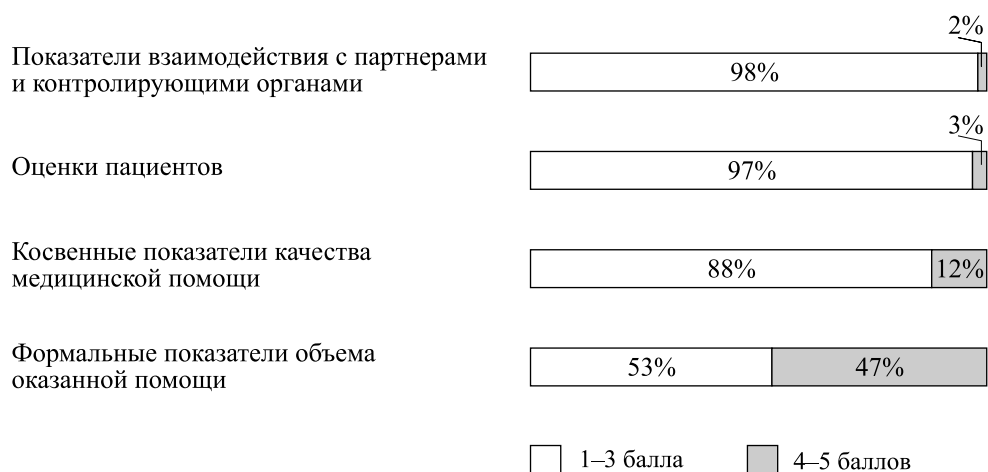 2%
Показатели взаимодействия с партнерами
и контролирующими органами
98%
3%
Оценки пациентов
97%
Косвенные показатели качества
медицинской помощи
88% 12%
Формальные показатели объема
оказанной помощи
53% 47%
1–3 балла 4–5 баллов